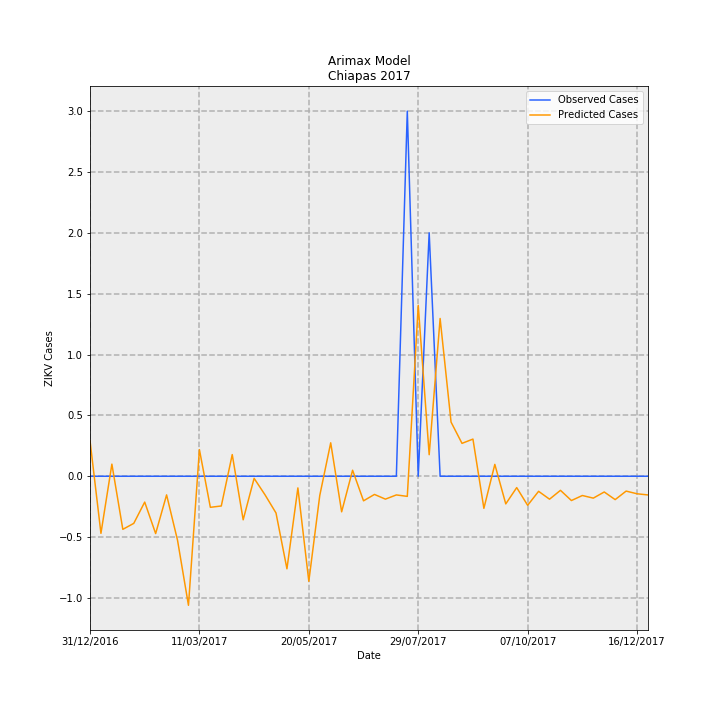 Arimax Model
Chiapas 2017
Observed Cases
Predicted Cases
3.0
2.5
2.0
1.5
1.0
0.5
0.0
−0.5
−1.0
ZIKV Cases
31/12/2016 11/03/2017 20/05/2017 29/07/2017 07/10/2017 16/12/2017
Date